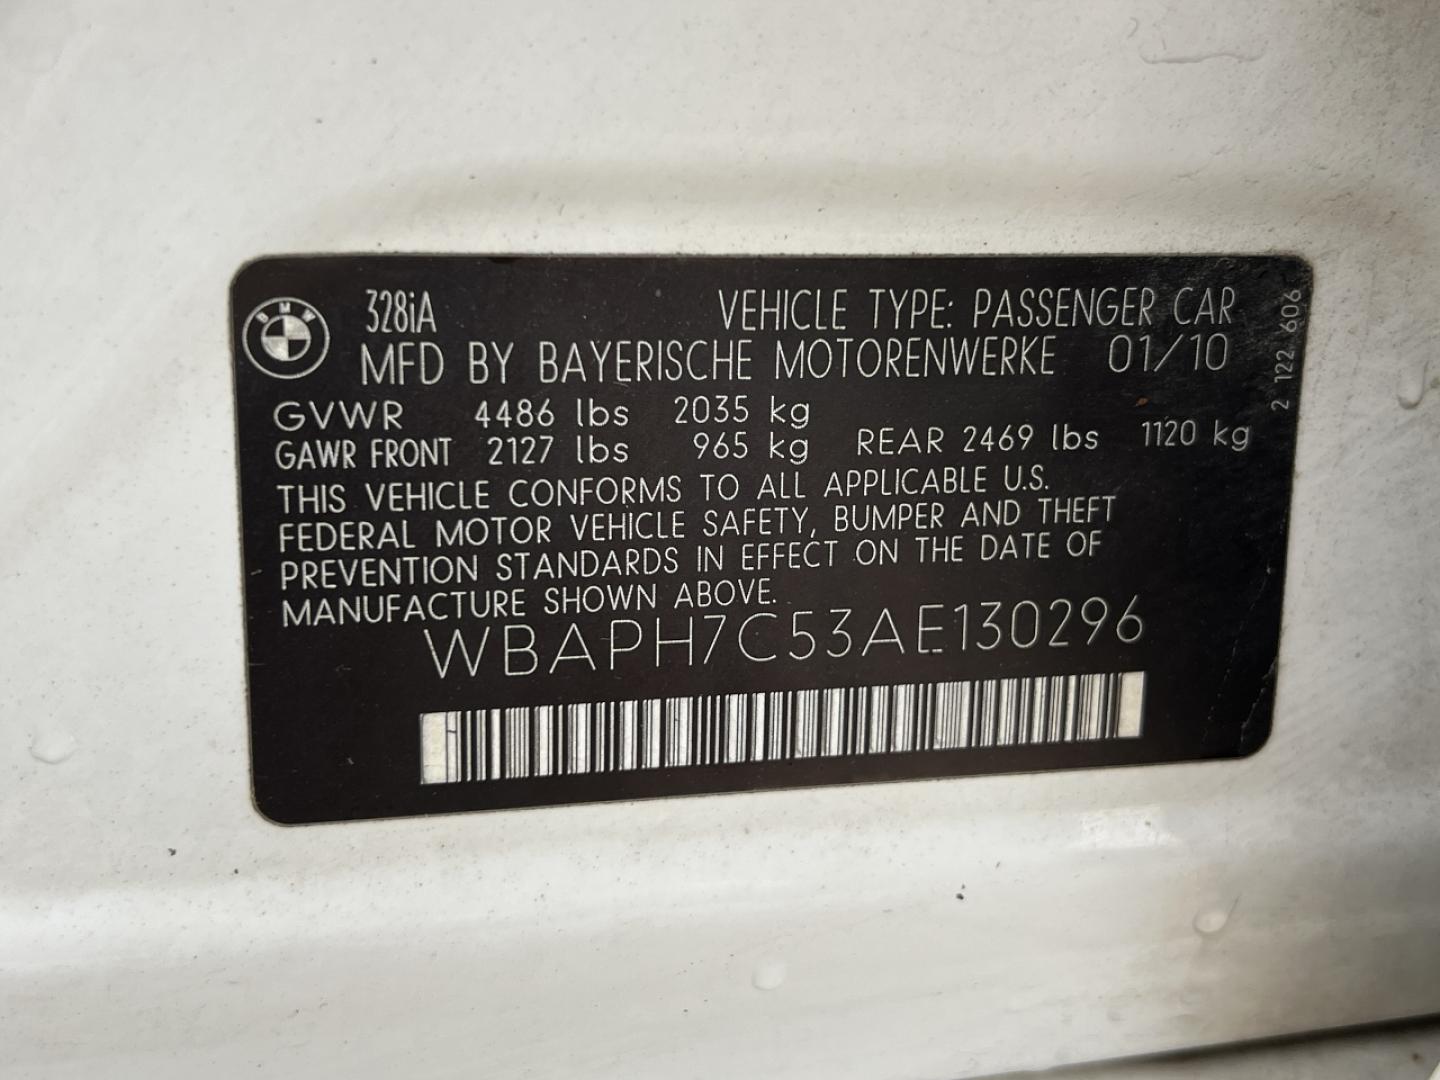 BMW
328iA VEHICLE TYPE: PASSENGER CAR
MFD BY BAYERISCHE MOTORENWERKE 01/10
GVWR 4486 lbs 2035 kg
GAWR FRONT 2127 lbs 965 kg REAR 2469 lbs 1120 kg
THIS VEHICLE CONFORMS TO ALL APPLICABLE U.S.
FEDERAL MOTOR VEHICLE SAFETY, BUMPER AND THEFT
PREVENTION STANDARDS IN EFFECT ON THE DATE OF
MANUFACTURE SHOWN ABOVE.
WBAPH7C53AE130296
2 122 606